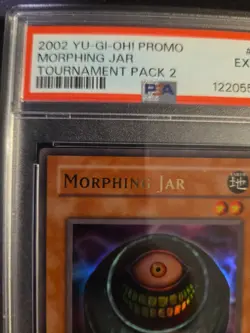 2002 YU-GI-OH! PROMO
MORPHING JAR
TOURNAMENT PACK 2
EX
122055
PSA
MORPHING JAR